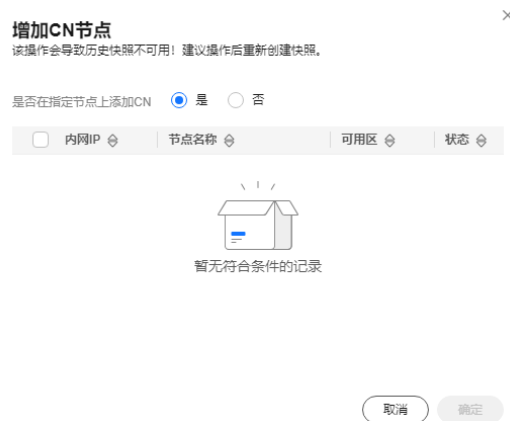 增加CN节点
该操作会导致历史快照不可用！建议操作后重新创建快照。
是否在指定节点上添加CN 是 否
内网IP 节点名称 可用区 状态
暂无符合条件的记录
取消 确定